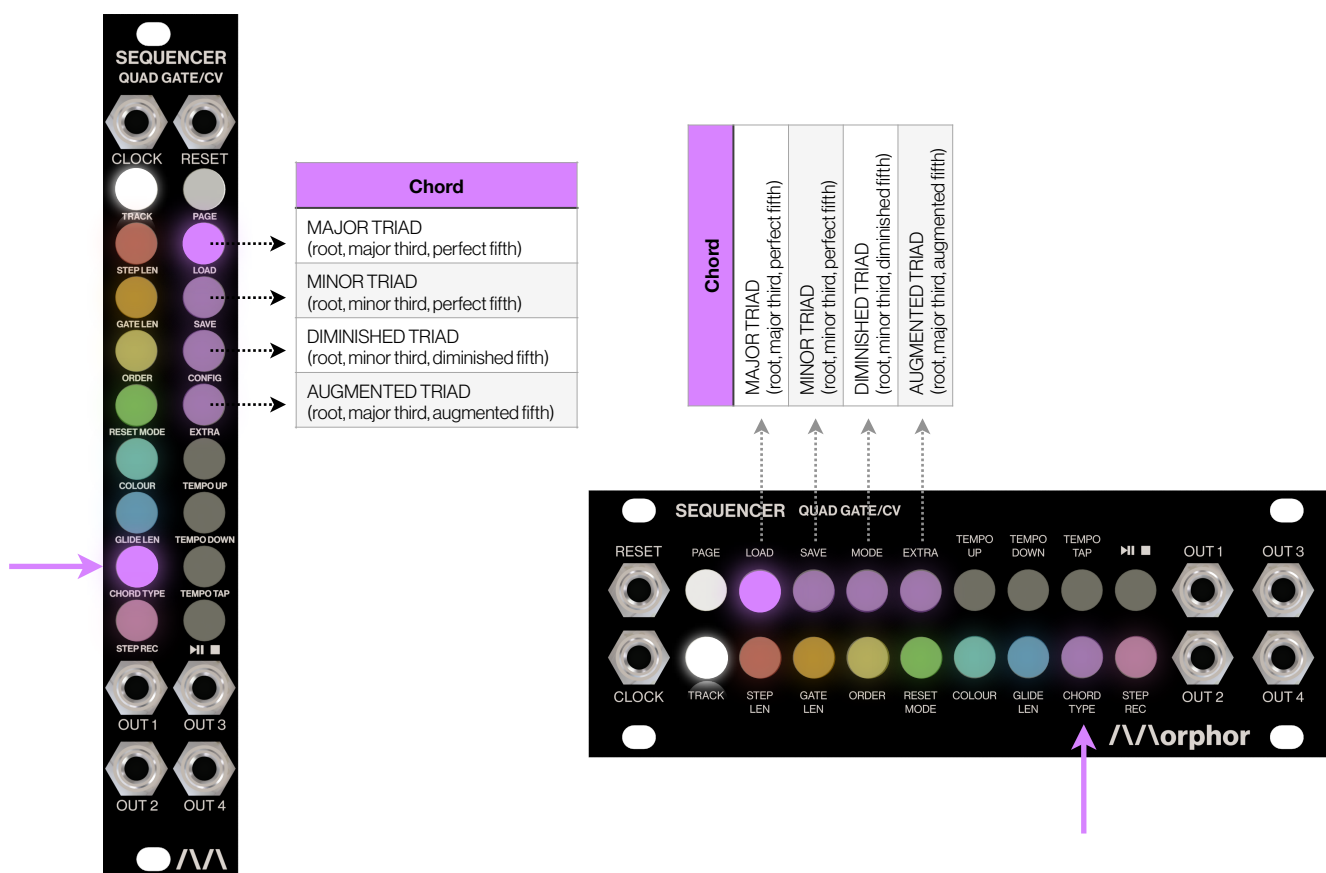 SEQUENCER
QUAD GATE/CV
CLOCK RESET
TRACK PAGE
STEP LEN LOAD
GATE LEN SAVE
ORDER CONFIG
RESET MODE EXTRA
COLOUR TEMPO UP
GLIDE LEN TEMPO DOWN
CHORD TYPE TEMPO TAP
STEP REC
OUT 1 OUT 3
OUT 2 OUT 4
Chord
MAJOR TRIAD
(root, major third, perfect fifth)
MINOR TRIAD
(root, minor third, perfect fifth)
DIMINISHED TRIAD
(root, minor third, diminished fifth)
AUGMENTED TRIAD
(root, major third, augmented fifth)
Chord
MAJOR TRIAD
(root, major third, perfect fifth)
MINOR TRIAD
(root, minor third, perfect fifth)
DIMINISHED TRIAD
(root, minor third, diminished fifth)
AUGMENTED TRIAD
(root, major third, augmented fifth)
SEQUENCER QUAD GATE/CV
RESET PAGE LOAD SAVE MODE EXTRA TEMPO UP TEMPO DOWN TEMPO TAP OUT 1 OUT 3
CLOCK TRACK STEP LEN GATE LEN ORDER RESET MODE COLOUR GLIDE LEN CHORD TYPE STEP REC OUT 2 OUT 4
/\/\orphor